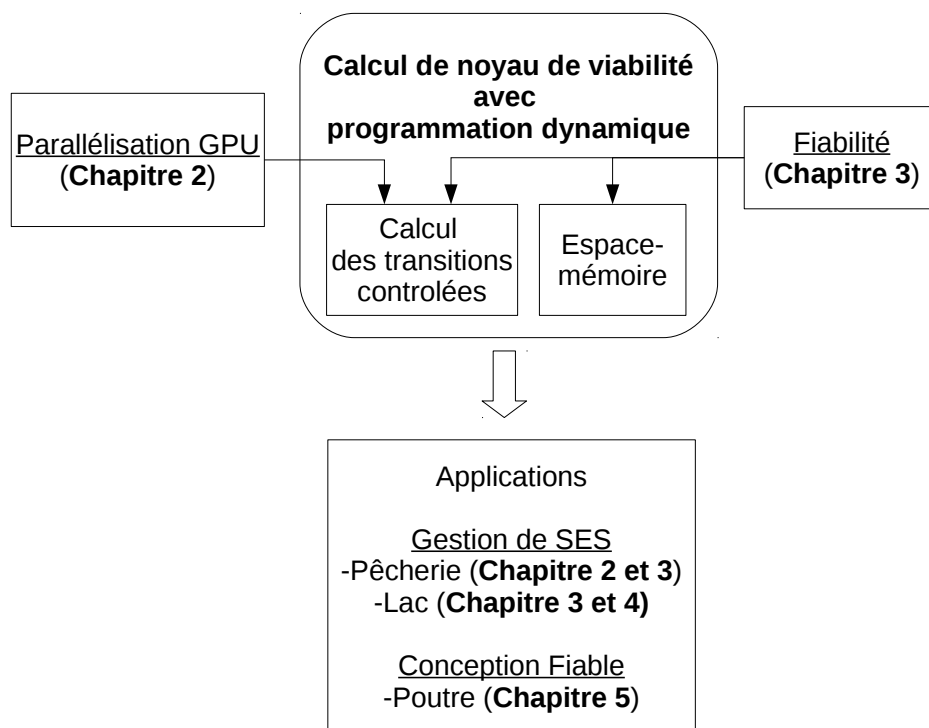 Calcul de noyau de viabilité
avec
programmation dynamique
Parallélisation GPU
(Chapitre 2)
Fiabilité
(Chapitre 3)
Calcul
des transitions
controlées
Espace-
mémoire
Applications
Gestion de SES
-Pêcherie (Chapitre 2 et 3)
-Lac (Chapitre 3 et 4)
Conception Fiable
-Poutre (Chapitre 5)